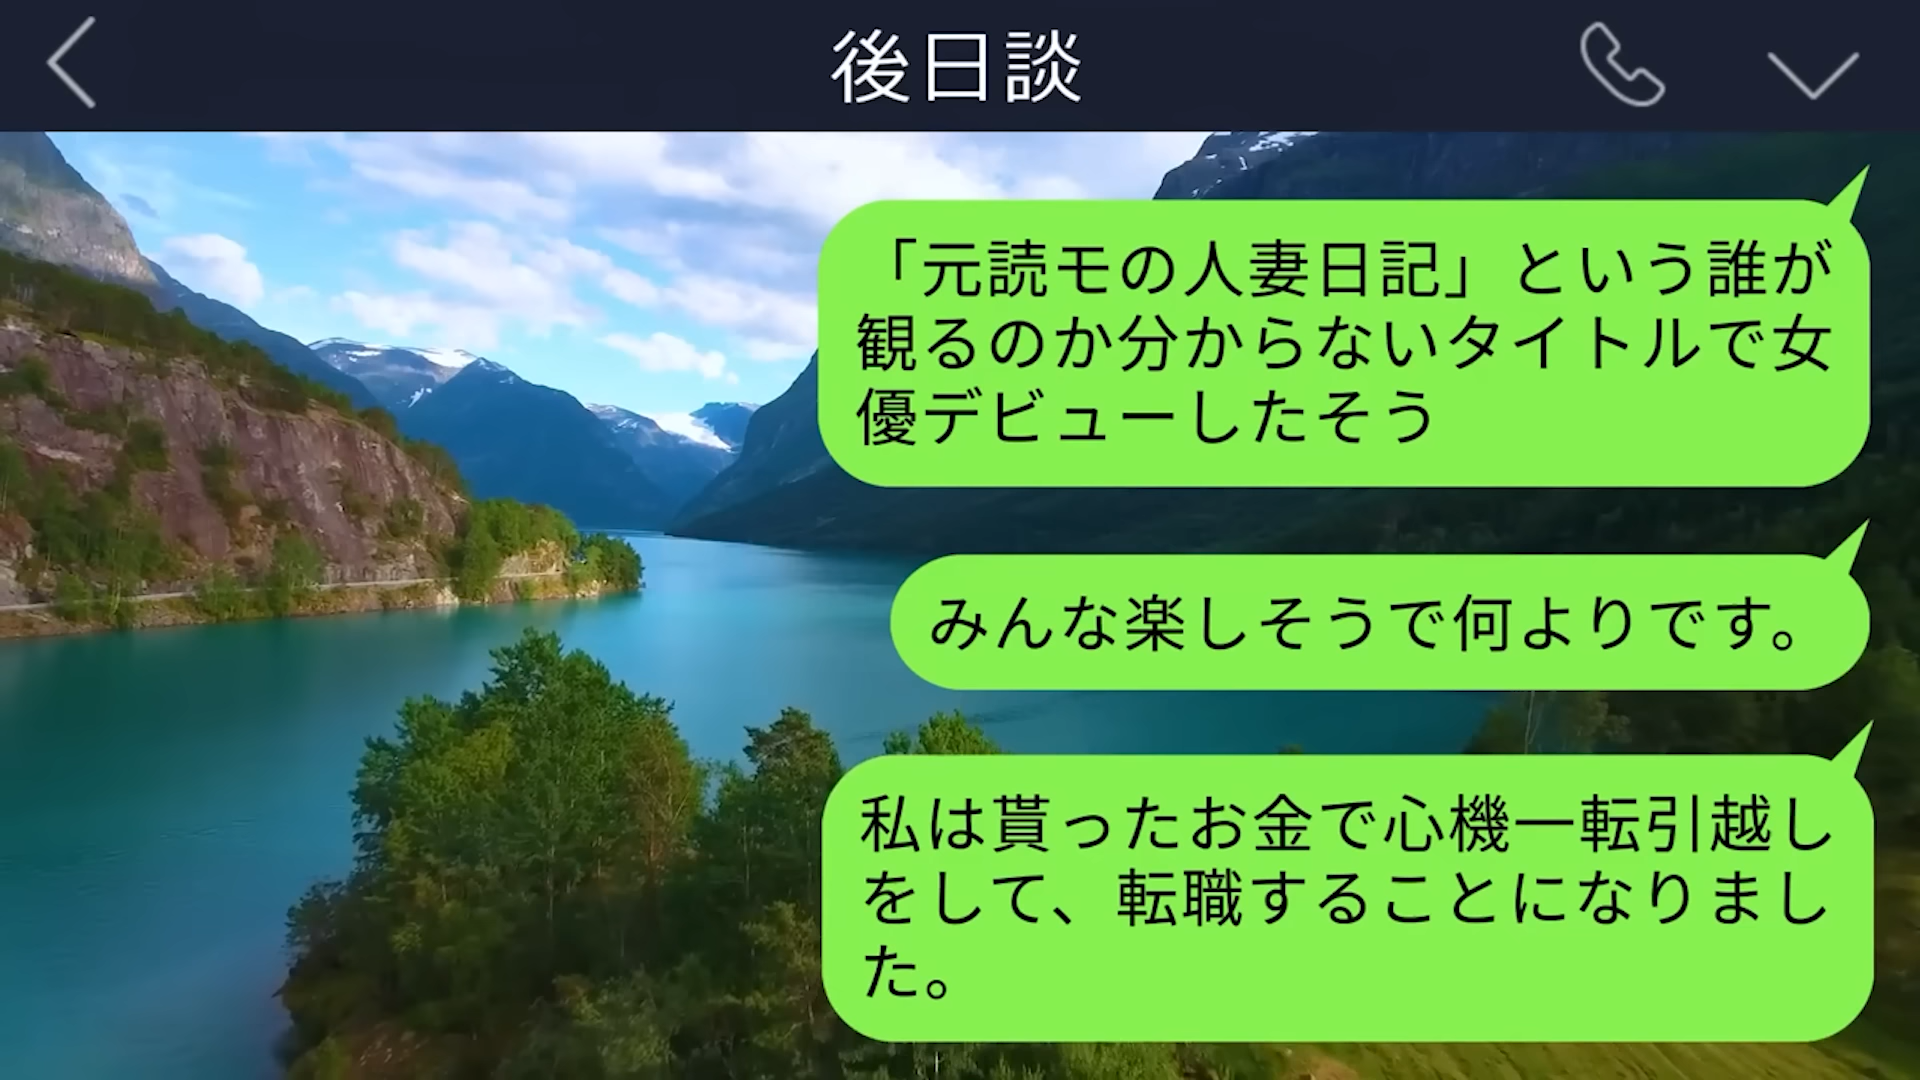 後日談
「元読モの人妻日記」という誰が
観るのか分からないタイトルで女
優デビューしたそう
みんな楽しそうで何よりです。
私は貰ったお金で心機一転引越し
をして、転職することになりまし
た。